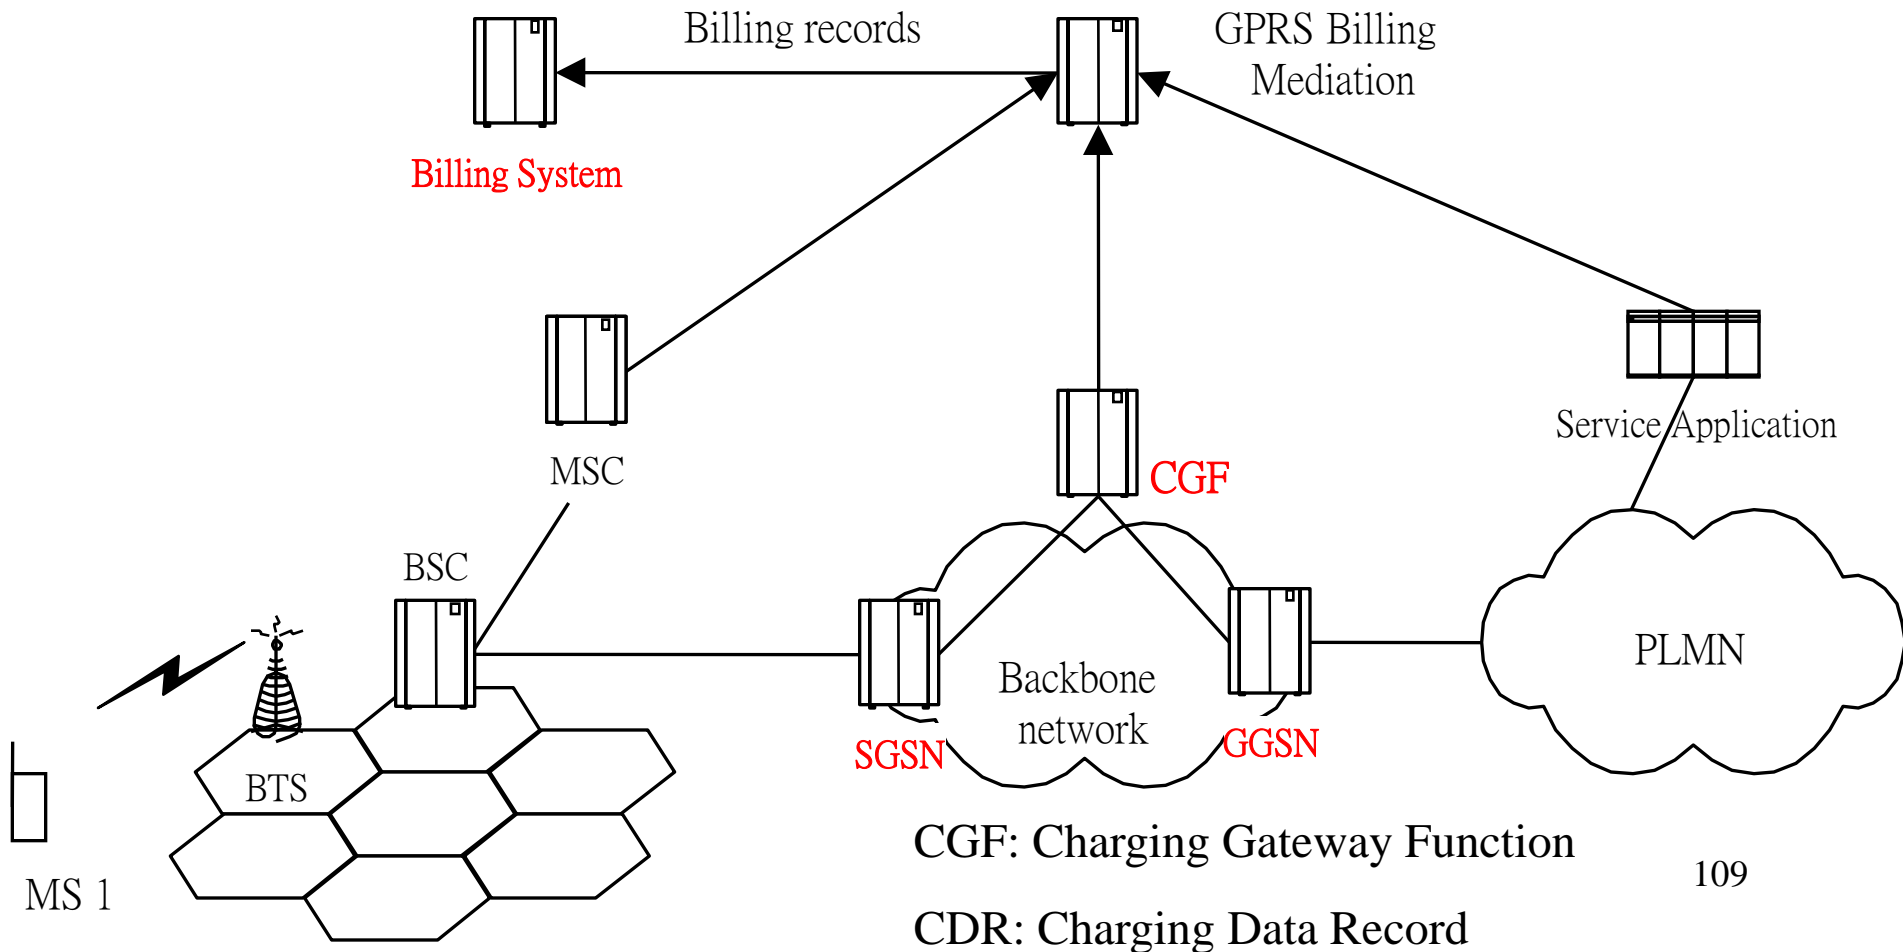 Billing records
GPRS Billing
Mediation
Billing System
Service Application
MSC
CGF
BSC
PLMN
Backbone
network
SGSN
GGSN
BTS
CGF: Charging Gateway Function
109
MS 1
CDR: Charging Data Record